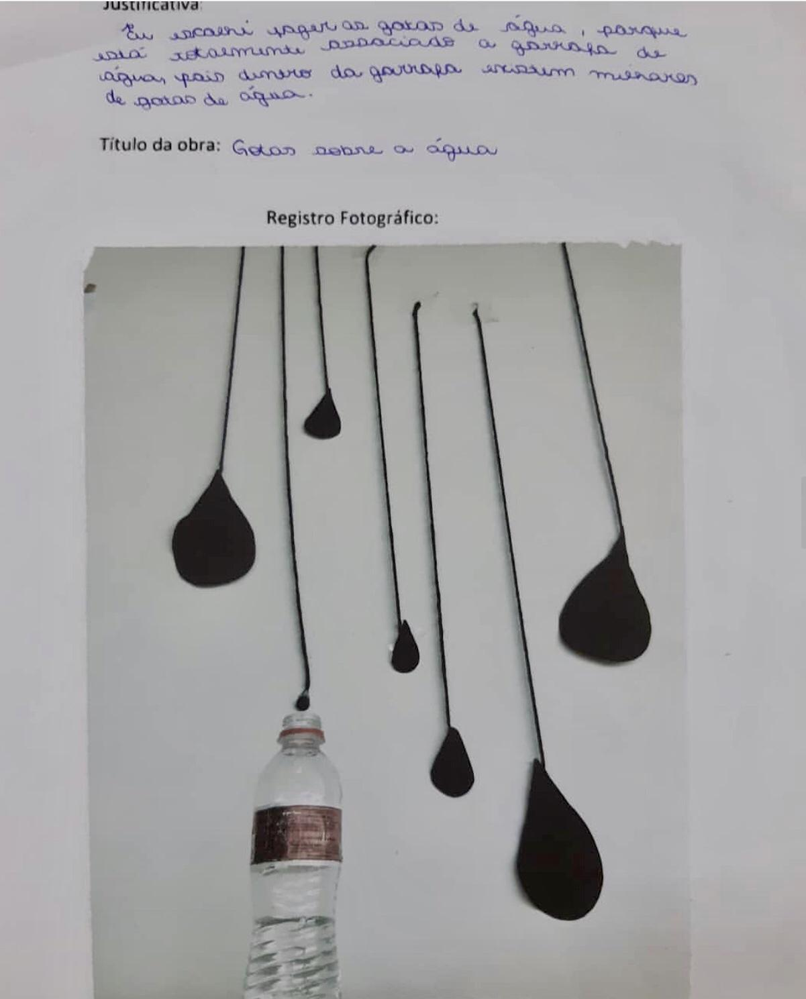 Justificativa:
Eu escolhi fazer as gotas de água, porque
está totalmente associado a garrafa de
água, pois dentro da garrafa existem milhares
de gotas de água.
Título da obra: Gotas sobre a água
Registro Fotográfico: